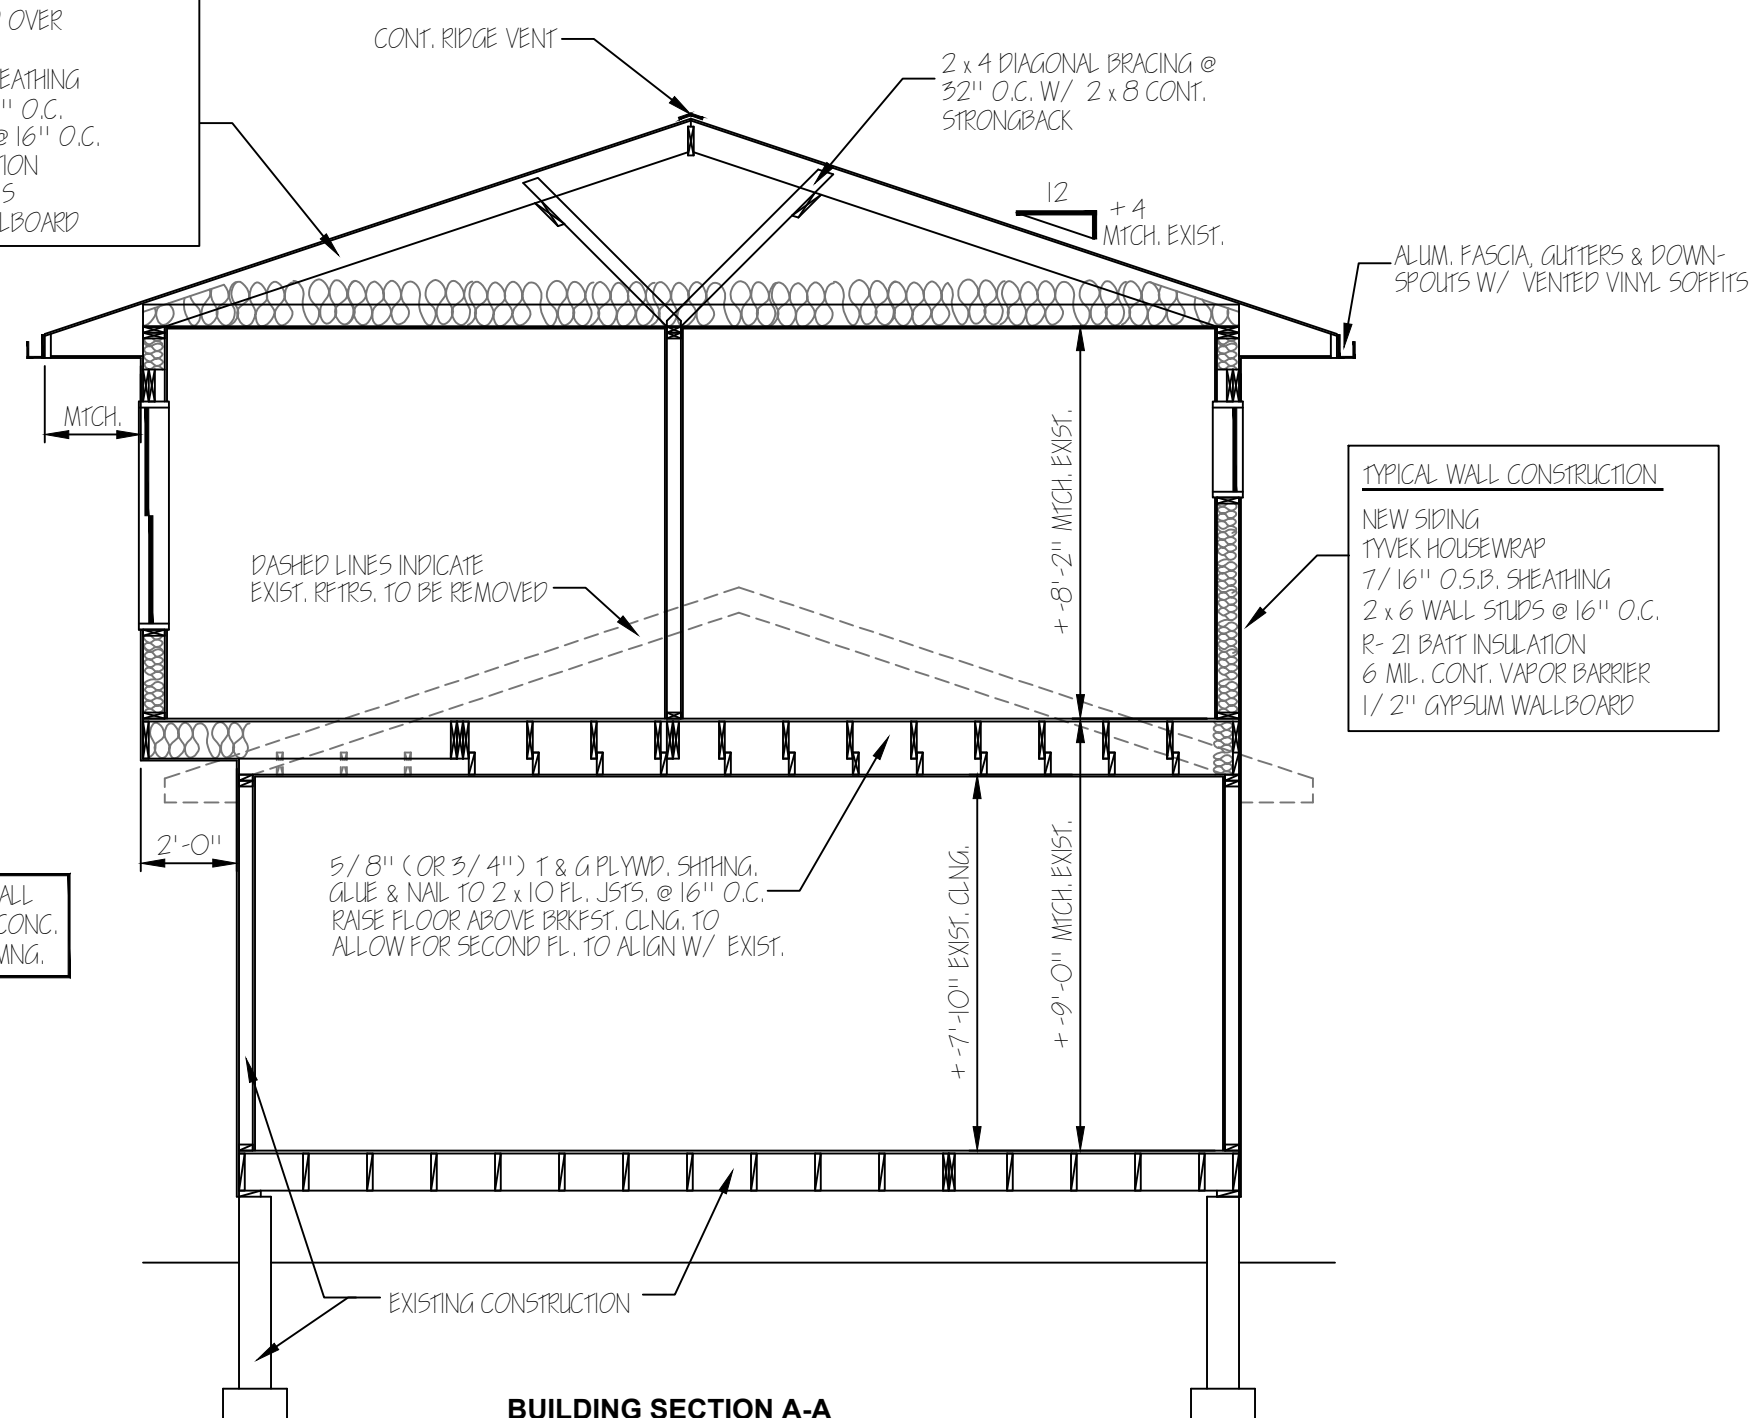 OVER
EATHING
" O.C.
@ 16" O.C.
TION
S
LBOARD
CONT. RIDGE VENT
2 x 4 DIAGONAL BRACING @
32" O.C. W/ 2 x 8 CONT.
STRONGBACK
12
+ 4
MTCH. EXIST.
ALUM. FASCIA, GUTTERS & DOWN-
SPOUTS W/ VENTED VINYL SOFFITS
MTCH.
+ -8'-2" MTCH. EXIST.
TYPICAL WALL CONSTRUCTION
NEW SIDING
TYVEK HOUSEWRAP
7/16" O.S.B. SHEATHING
2 x 6 WALL STUDS @ 16" O.C.
R- 21 BATT INSULATION
6 MIL. CONT. VAPOR BARRIER
1/2" GYPSUM WALLBOARD
DASHED LINES INDICATE
EXIST. RFTRS. TO BE REMOVED
2'-0"
5/8" (OR 3/4") T & G PLYWD. SHTHNG.
GLUE & NAIL TO 2 x 10 FL. JSTS. @ 16" O.C.
RAISE FLOOR ABOVE BRKFST. CLNG. TO
ALLOW FOR SECOND FL. TO ALIGN W/ EXIST.
+ -7'-10" EXIST. CLNG.
+ -9'-0" MTCH. EXIST.
ALL
CONC.
MNG.
EXISTING CONSTRUCTION
BUILDING SECTION A-A